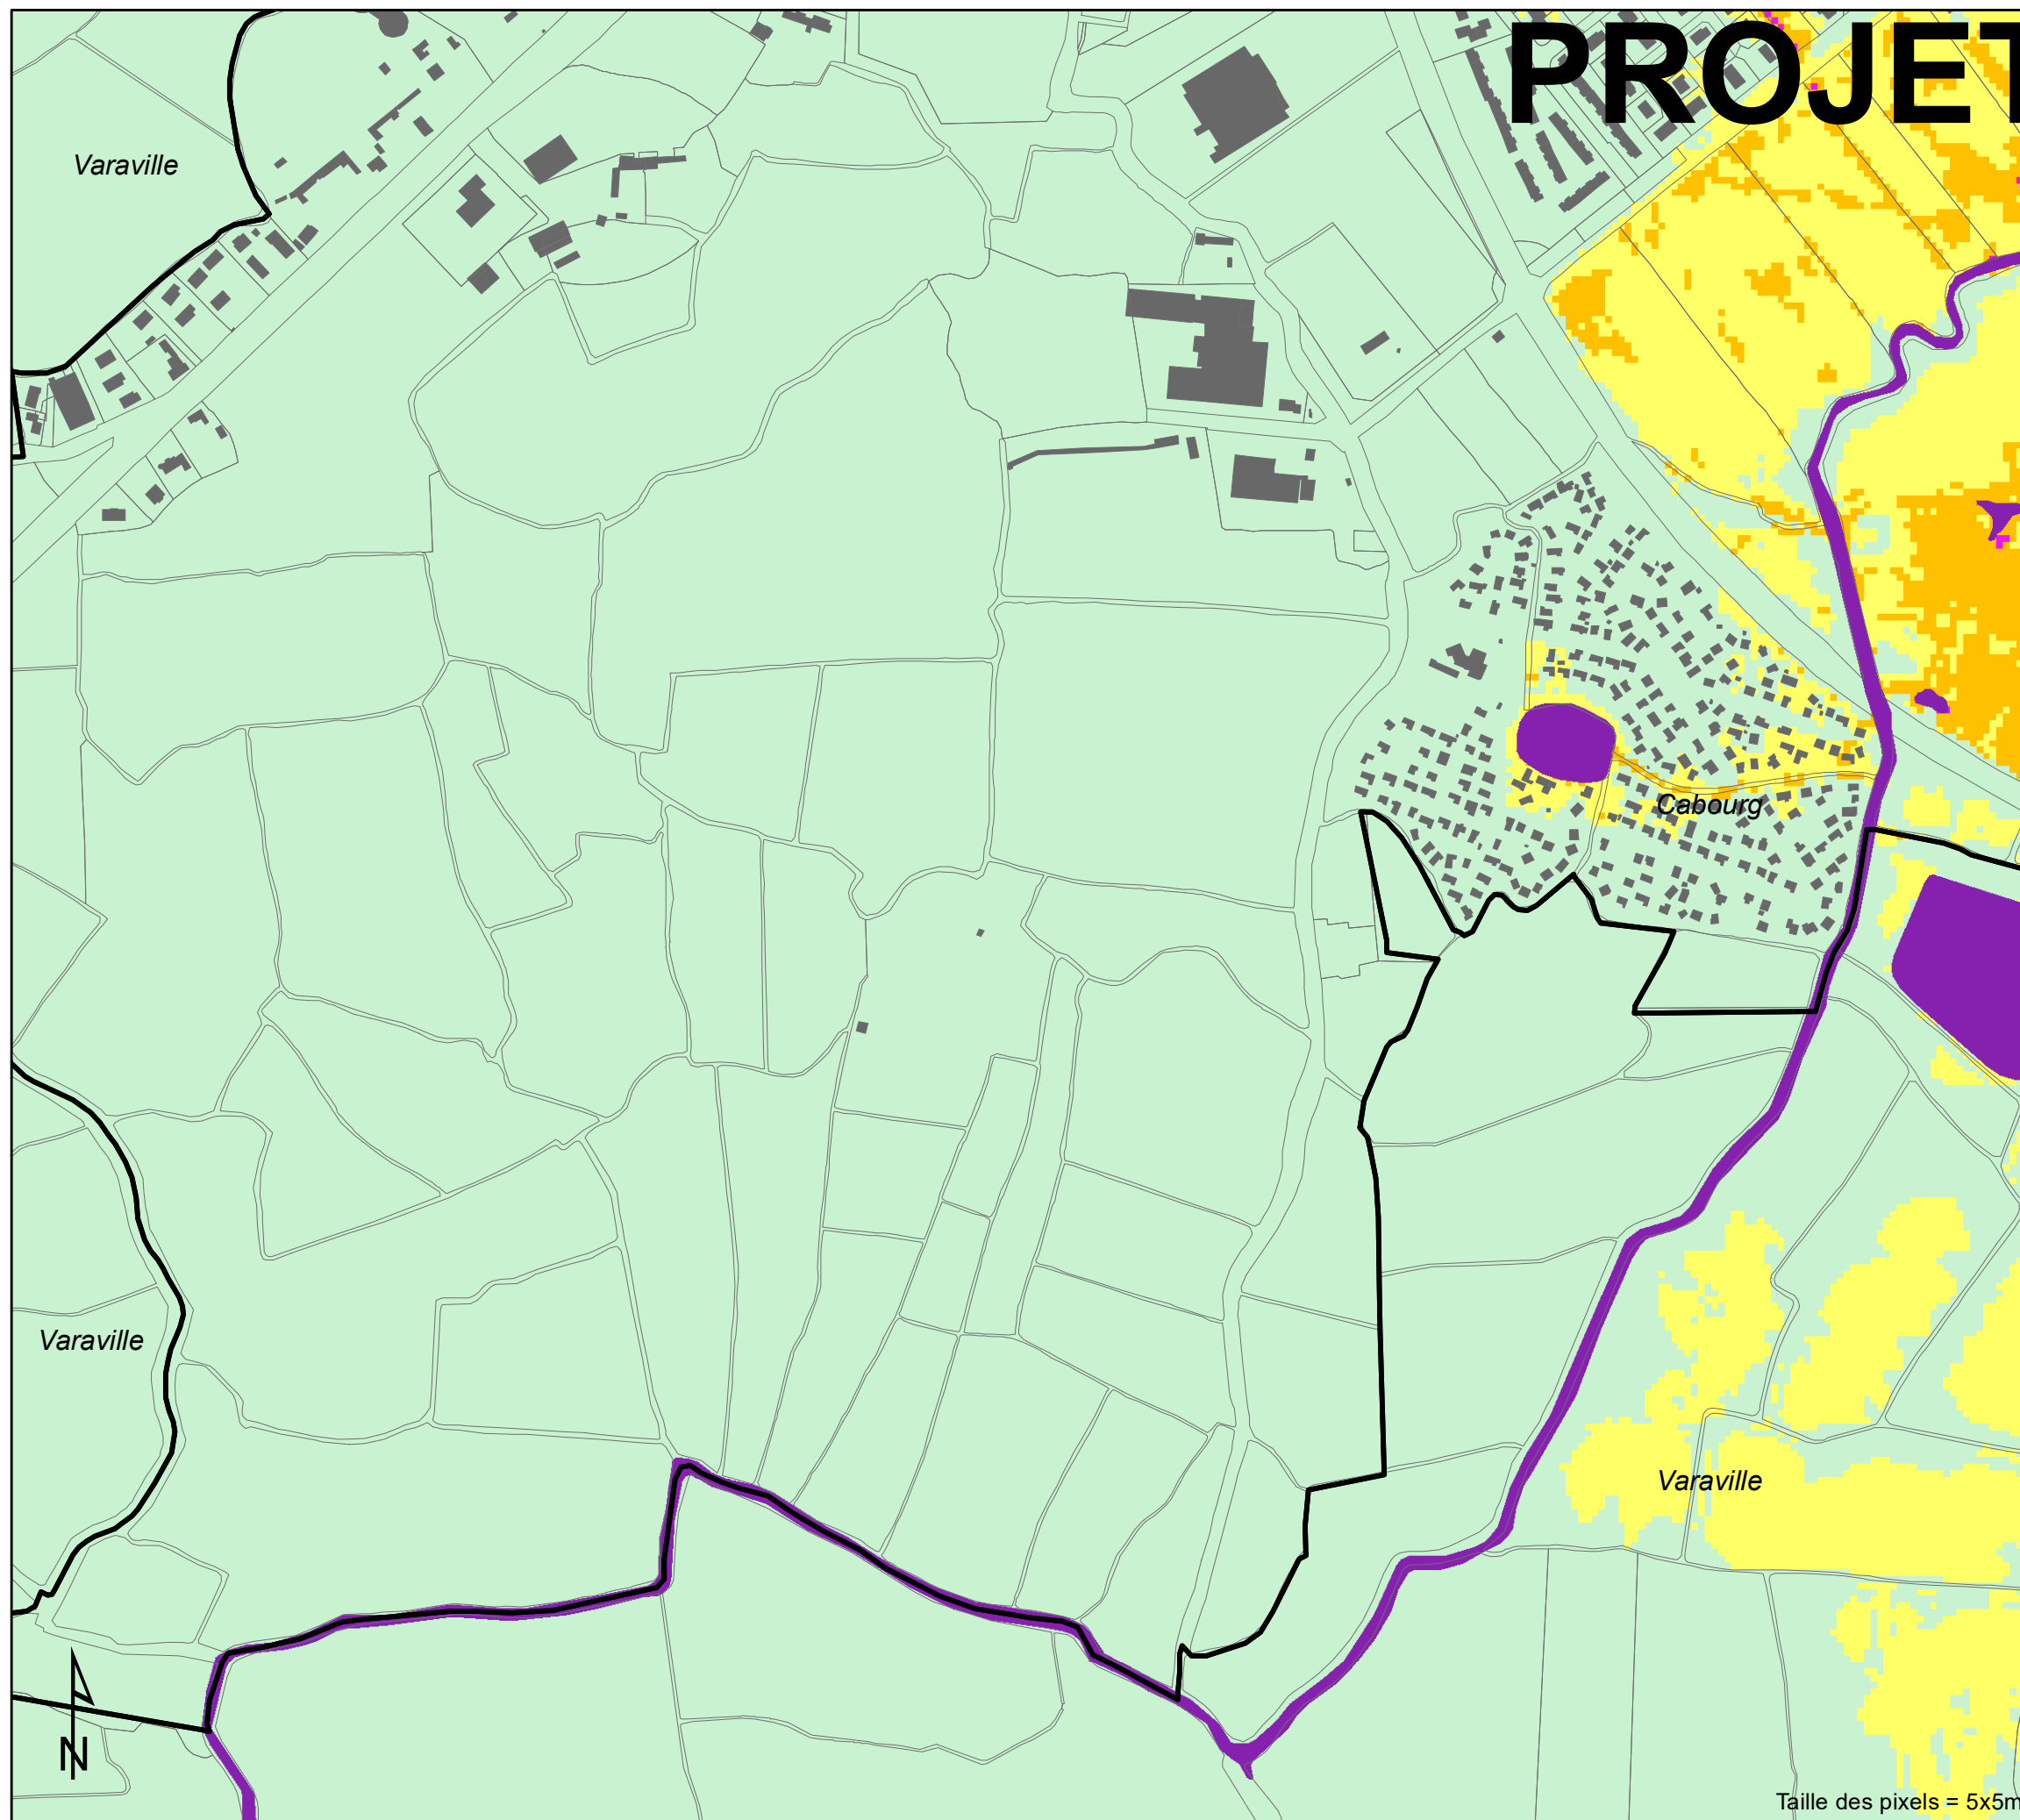 PROJET
Varaville
Cabourg
Varaville
Varaville
N
Taille des pixels = 5x5m